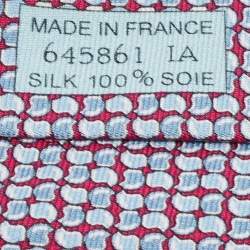 MADE IN FRANCE
645861 IA
SILK 100% SOIE